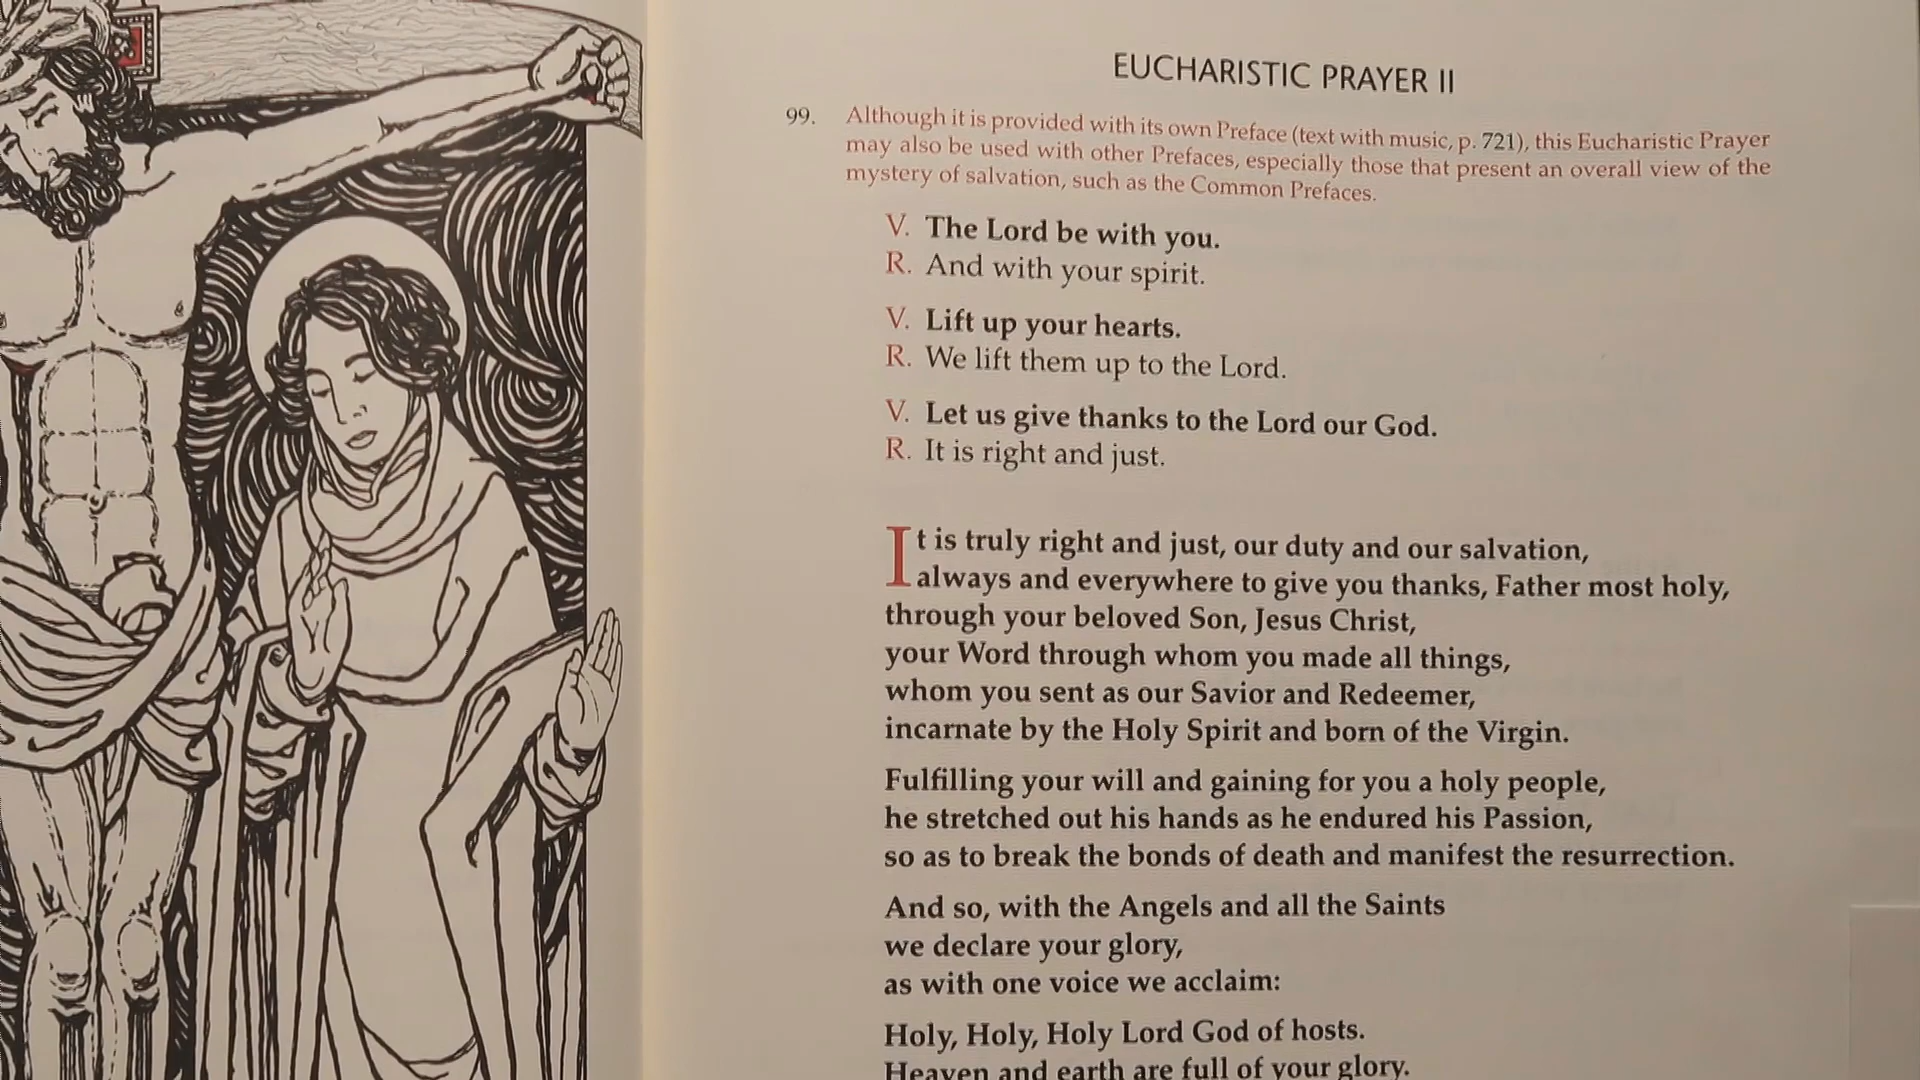 EUCHARISTIC PRAYER II
99. Although it is provided with its own Preface (text with music, p. 721), this Eucharistic Prayer
may also be used with other Prefaces, especially those that present an overall view of the
mystery of salvation, such as the Common Prefaces.
V. The Lord be with you.
R. And with your spirit.
V. Lift up your hearts.
R. We lift them up to the Lord.
V. Let us give thanks to the Lord our God.
R. It is right and just.
It is truly right and just, our duty and our salvation,
always and everywhere to give you thanks, Father most holy,
through your beloved Son, Jesus Christ,
your Word through whom you made all things,
whom you sent as our Savior and Redeemer,
incarnate by the Holy Spirit and born of the Virgin.
Fulfilling your will and gaining for you a holy people,
he stretched out his hands as he endured his Passion,
so as to break the bonds of death and manifest the resurrection.
And so, with the Angels and all the Saints
we declare your glory,
as with one voice we acclaim:
Holy, Holy, Holy Lord God of hosts.
Heaven and earth are full of your glory.